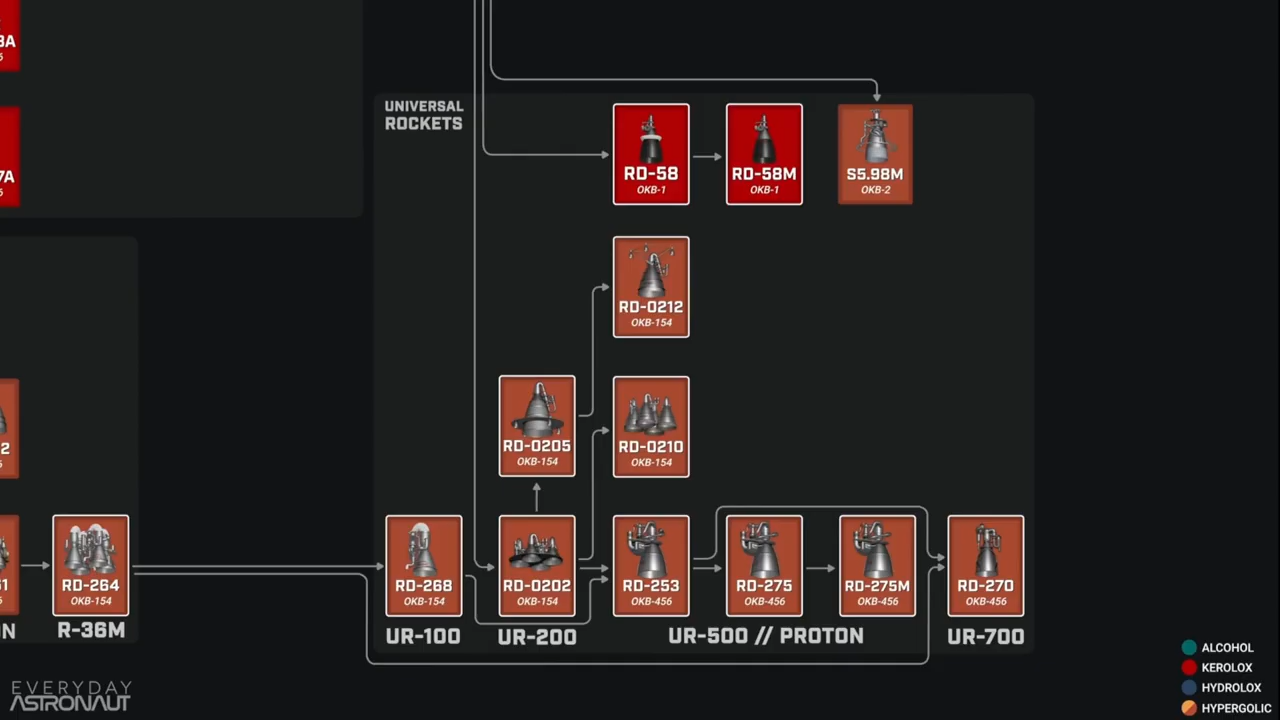 3A
7A
UNIVERSAL
ROCKETS
RD-58
OKB-1
RD-58M
OKB-1
S5.98M
OKB-2
RD-0212
OKB-154
RD-0205
OKB-154
RD-0210
OKB-154
2
RD-264
OKB-154
RD-268
OKB-154
RD-0202
OKB-154
RD-253
OKB-456
RD-275
OKB-456
RD-275M
OKB-456
RD-270
OKB-456
N
R-36M
UR-100
UR-200
UR-500 // PROTON
UR-700
ALCOHOL
KEROLOX
HYDROLOX
HYPERGOLIC
EVERYDAY
ASTRONAUT